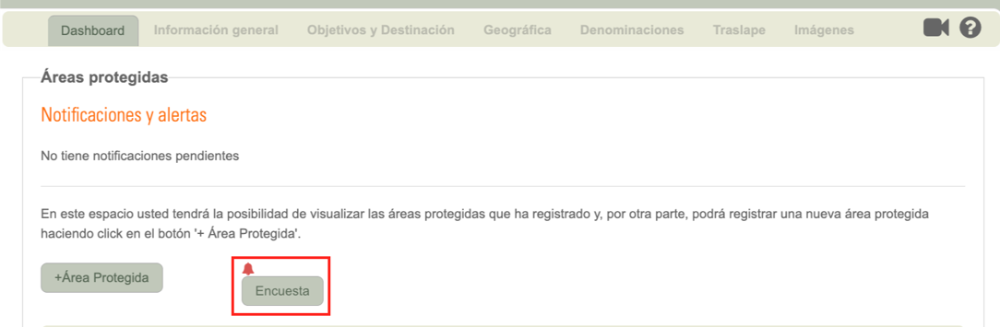 Dashboard Información general Objetivos y Destinación Geográfica Denominaciones Traslape Imágenes ?
Áreas protegidas
Notificaciones y alertas
No tiene notificaciones pendientes
En este espacio usted tendrá la posibilidad de visualizar las áreas protegidas que ha registrado y, por otra parte, podrá registrar una nueva área protegida
haciendo click en el botón '+ Área Protegida'.
+Área Protegida Encuesta